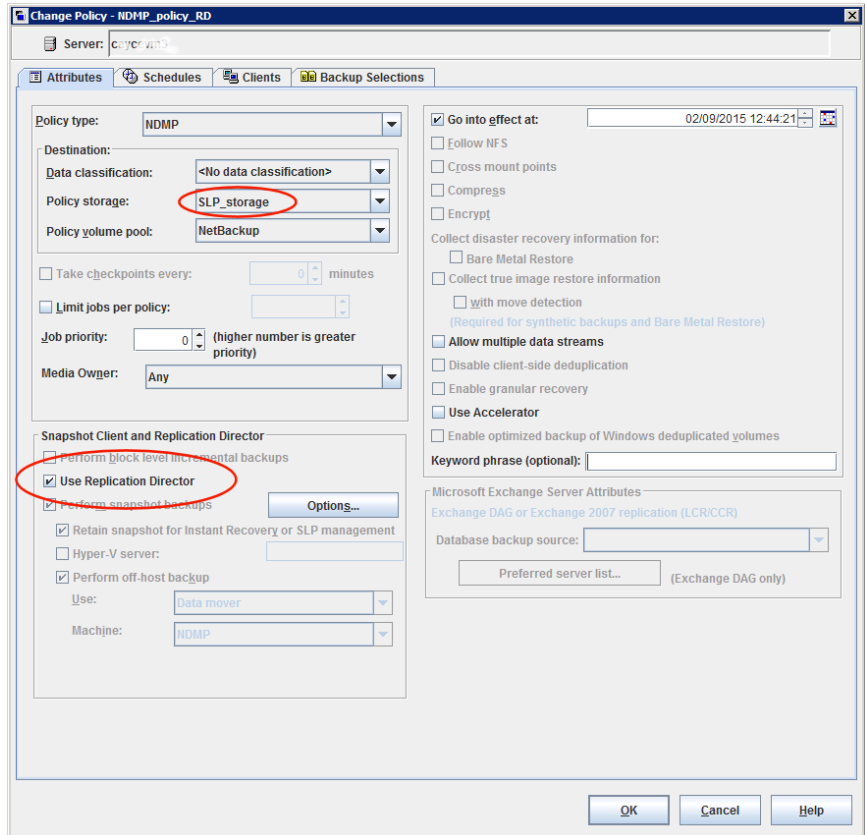 Change Policy - NDMP_policy_RD
Server:
Attributes
Schedules
Clients
Backup Selections
Policy type:
NDMP
Destination:
Data classification:
<No data classification>
Policy storage:
SLP_storage
Policy volume pool:
NetBackup
Take checkpoints every:
0
minutes
Limit jobs per policy:
Job priority:
0
(higher number is greater
priority)
Media Owner:
Any
Snapshot Client and Replication Director
Perform block level incremental backups
Use Replication Director
Perform snapshot backups
Options...
Retain snapshot for Instant Recovery or SLP management
Hyper-V server:
Perform off-host backup
Use:
Data mover
Machine:
NDMP
Go into effect at:
02/09/2015 12:44:21
Follow NFS
Cross mount points
Compress
Encrypt
Collect disaster recovery information for:
Bare Metal Restore
Collect true image restore information
with move detection
(Required for synthetic backups and Bare Metal Restore)
Allow multiple data streams
Disable client-side deduplication
Enable granular recovery
Use Accelerator
Enable optimized backup of Windows deduplicated volumes
Keyword phrase (optional):
Microsoft Exchange Server Attributes
Exchange DAG or Exchange 2007 replication (LCR/CCR)
Database backup source:
Preferred server list...
(Exchange DAG only)
OK
Cancel
Help